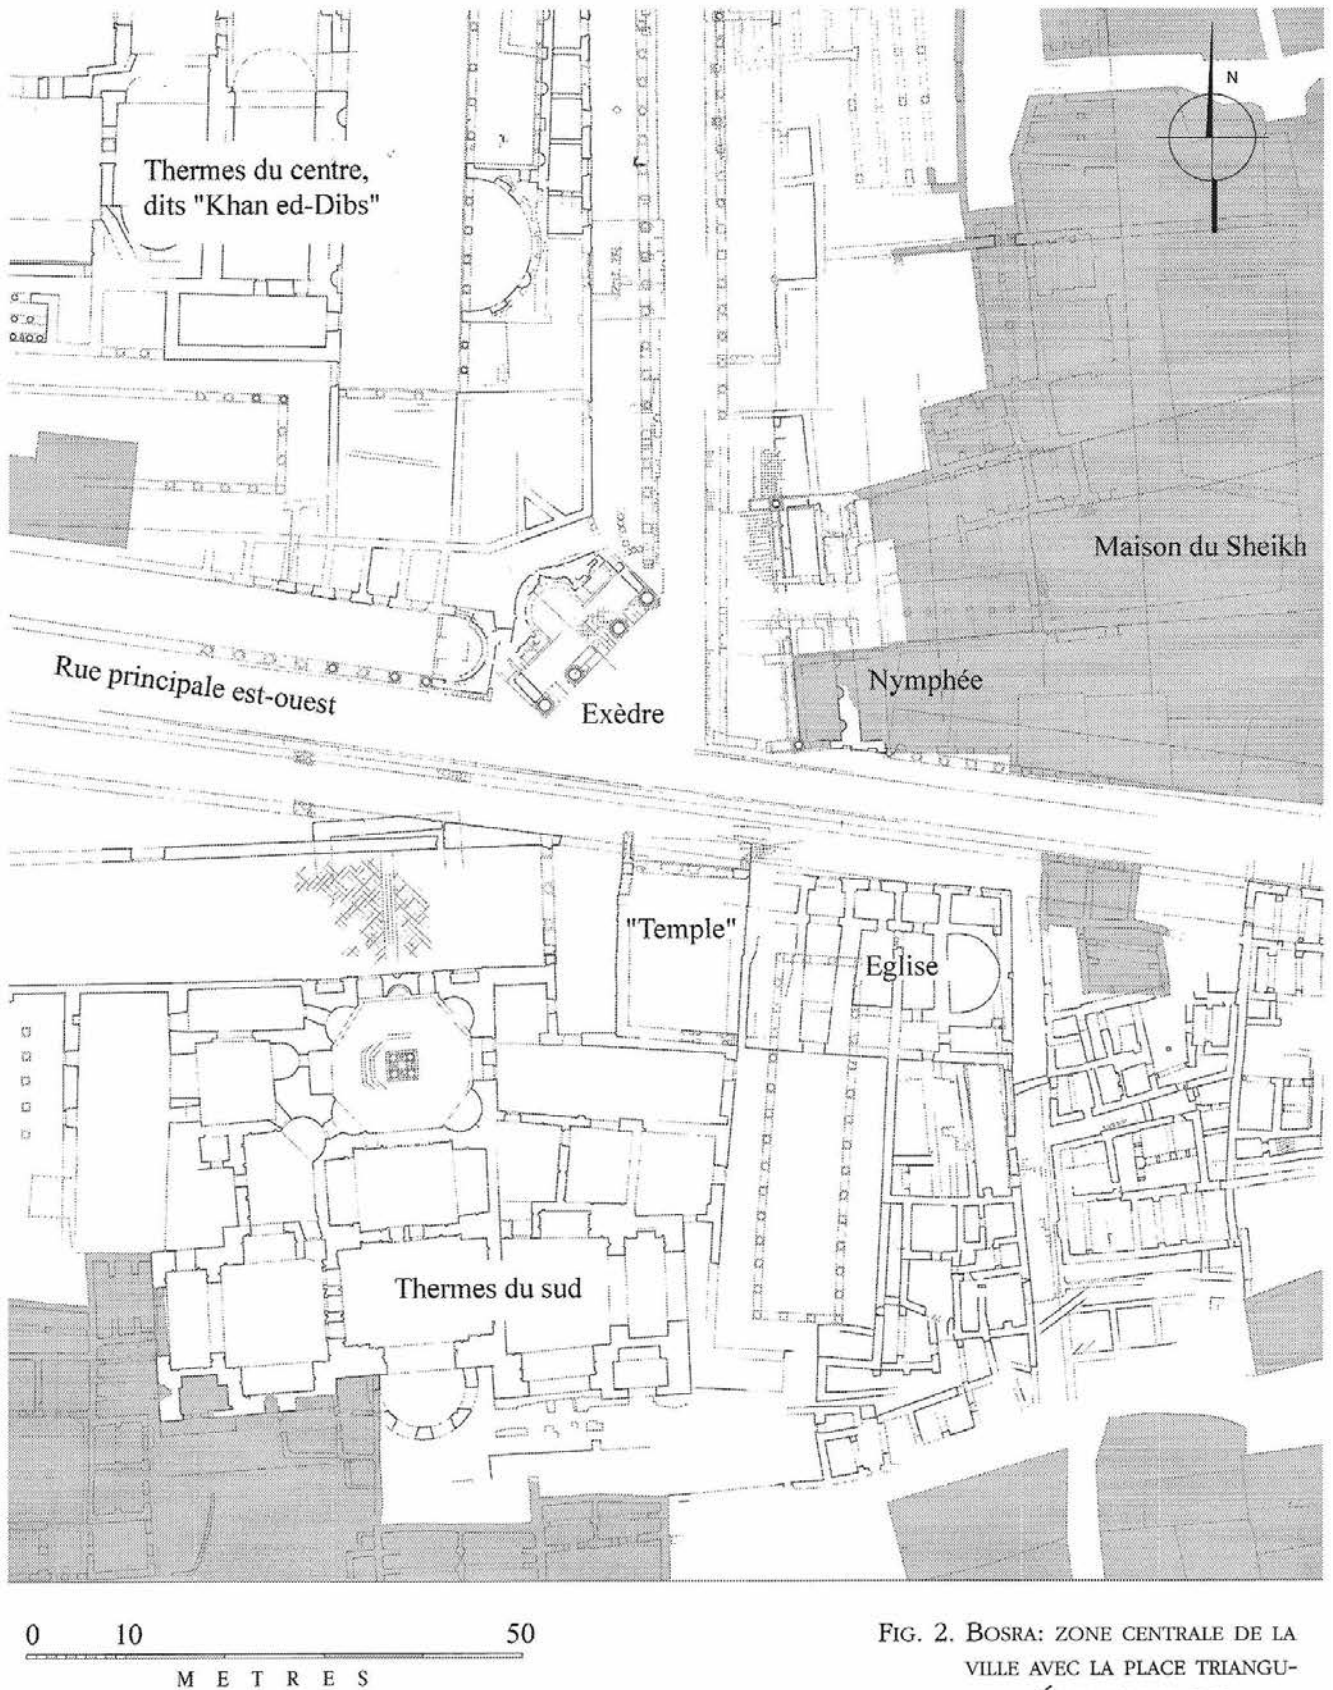 N
Thermes du centre,
dits "Khan ed-Dibs"
Maison du Sheikh
Rue principale est-ouest
Nymphée
Exèdre
"Temple"
Eglise
Thermes du sud
0 10 50
METRES
FIG. 2. BOSRA: ZONE CENTRALE DE LA
VILLE AVEC LA PLACE TRIANGU-